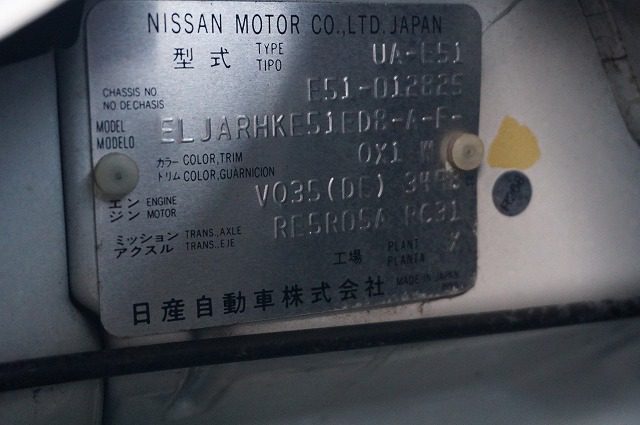 NISSAN MOTOR CO.,LTD.JAPAN
型式 TYPE TIPO UA-E51
CHASSIS NO NO DE CHASIS E51-012825
MODEL MODELO ELJARHKE51ED8-A-E-
カラー COLOR,TRIM トリム COLOR,GUARNICION QX1 W
エンジン ENGINE MOTOR VQ35(DE) 3498
ミッション アクスル TRANS.,AXLE TRANS.,EJE RE5R05A RC31
工場 PLANT PLANTA
MADE IN JAPAN
日産自動車株式会社